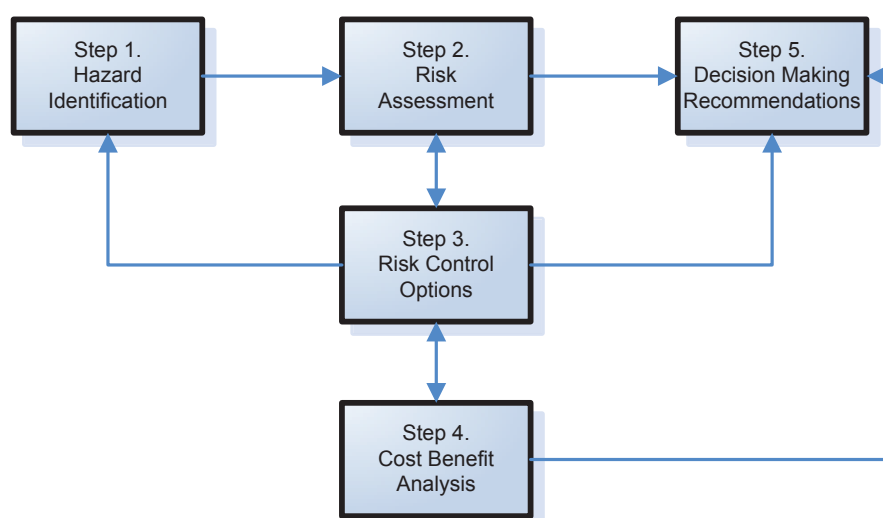 Step 1.
Hazard
Identification
Step 2.
Risk
Assessment
Step 5.
Decision Making
Recommendations
Step 3.
Risk Control
Options
Step 4.
Cost Benefit
Analysis